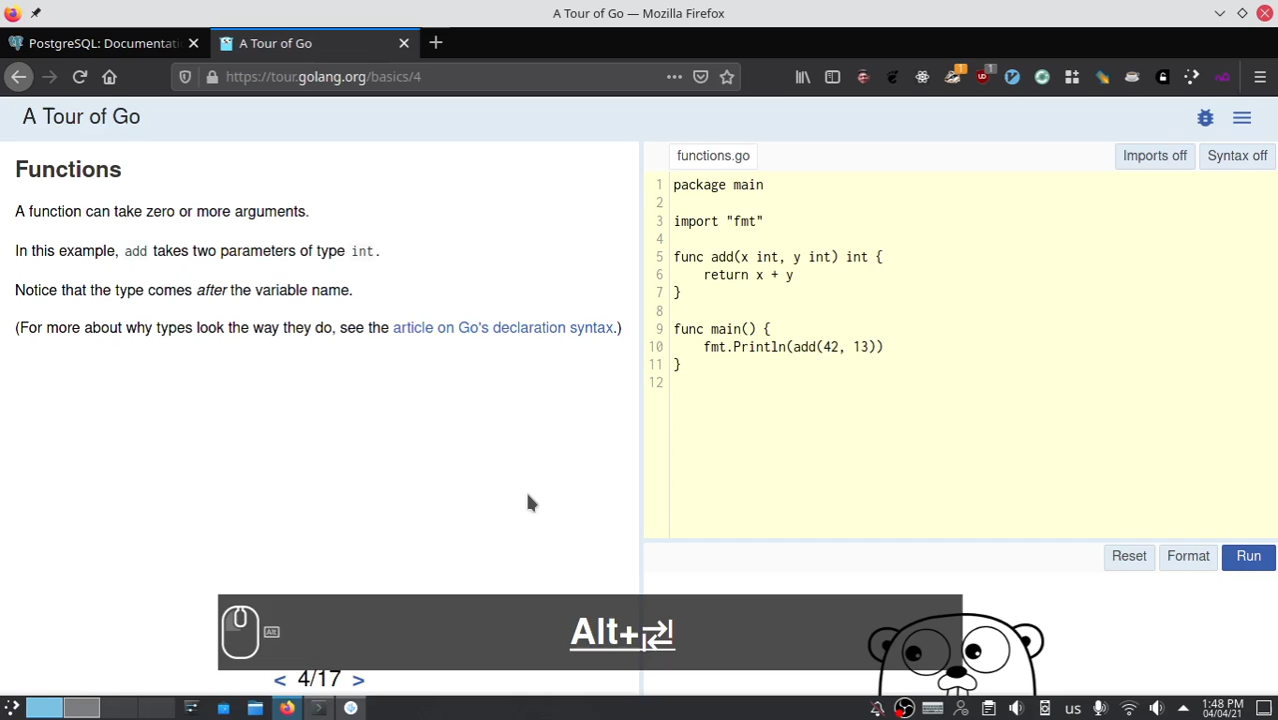 A Tour of Go — Mozilla Firefox
PostgreSQL: Documentati
A Tour of Go
https://tour.golang.org/basics/4
1
1
A Tour of Go
Functions
A function can take zero or more arguments.
In this example, add takes two parameters of type int.
Notice that the type comes after the variable name.
(For more about why types look the way they do, see the article on Go's declaration syntax.)
< 4/17 >
functions.go
Imports off
Syntax off
1 package main
2
3 import "fmt"
4
5 func add(x int, y int) int {
6 return x + y
7 }
8
9 func main() {
10 fmt.Println(add(42, 13))
11 }
12
Reset
Format
Run
Alt
Alt+
us
1:48 PM
04/04/21